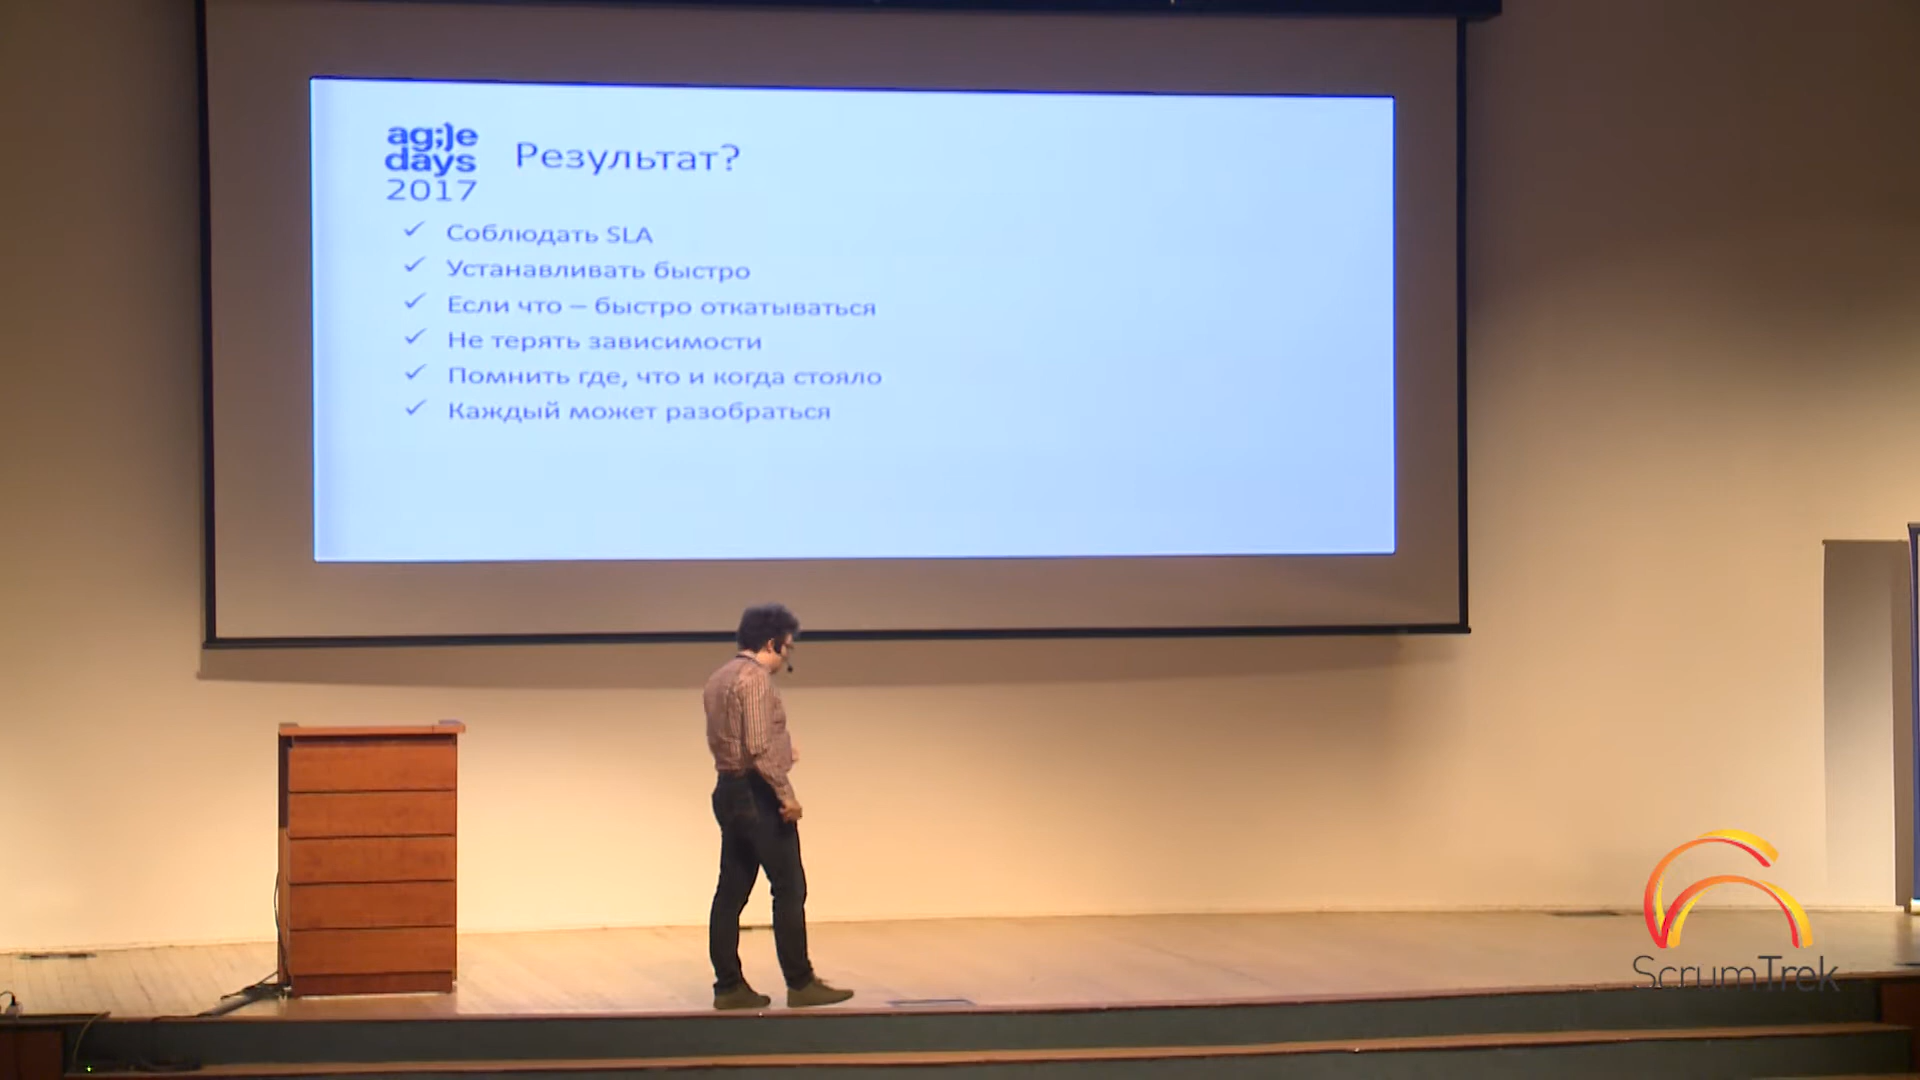 ag;)e
days
2017
Результат?
✓ Соблюдать SLA
✓ Устанавливать быстро
✓ Если что – быстро откатываться
✓ Не терять зависимости
✓ Помнить где, что и когда стояло
✓ Каждый может разобраться
ScrumTrek